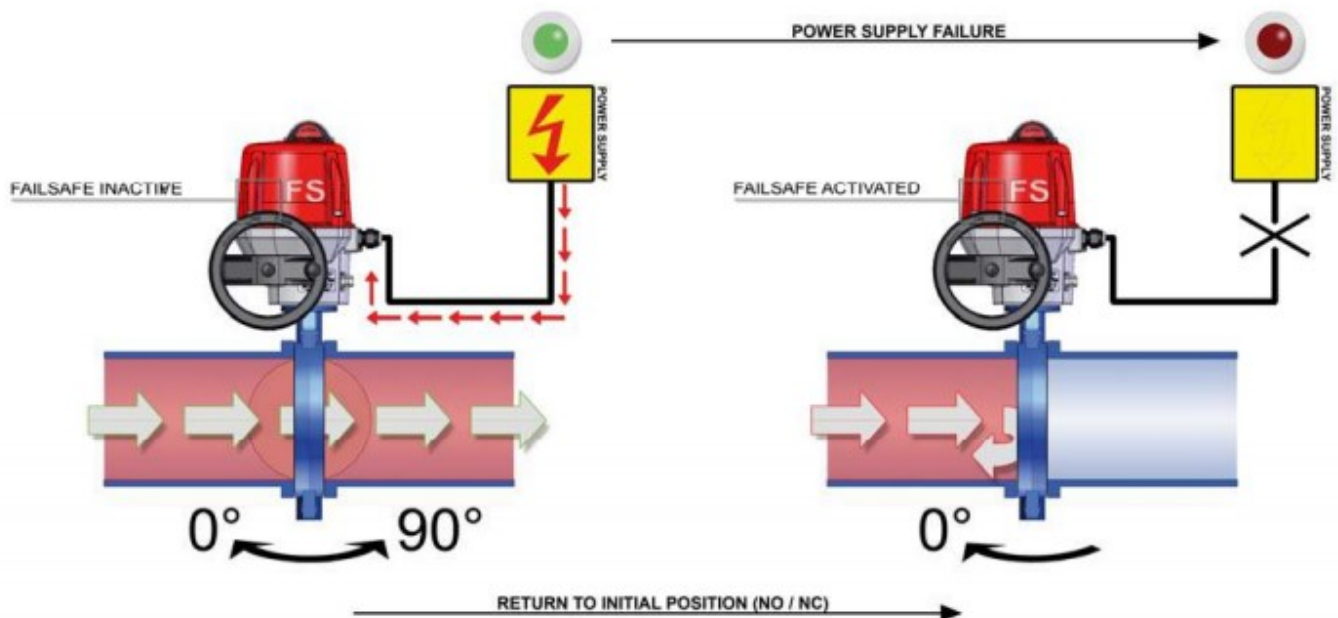 POWER SUPPLY FAILURE
POWER SUPPLY
POWER SUPPLY
FAILSAFE INACTIVE
FS
FAILSAFE ACTIVATED
FS
0°
90°
0°
RETURN TO INITIAL POSITION (NO / NC)